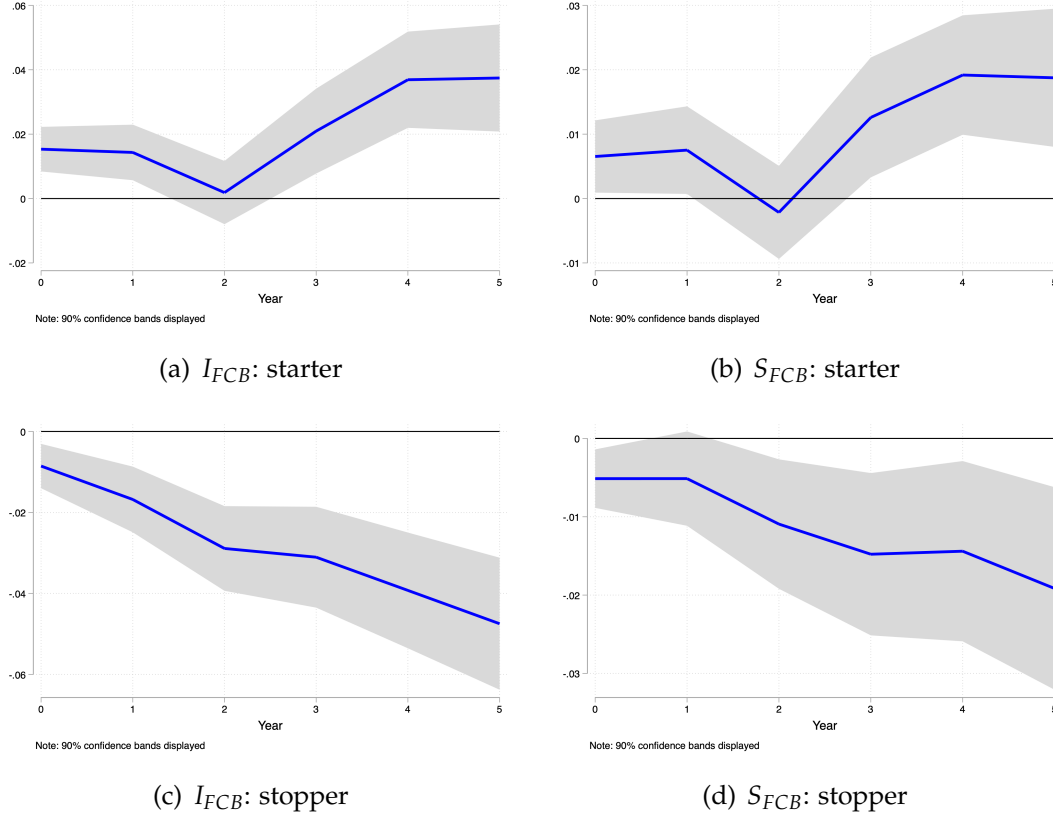 .06
.04
.02
0
-.02
0 1 2 3 4 5
Year
Note: 90% confidence bands displayed
(a) I_FCB: starter
.03
.02
.01
0
-.01
0 1 2 3 4 5
Year
Note: 90% confidence bands displayed
(b) S_FCB: starter
0
-.02
-.04
-.06
0 1 2 3 4 5
Year
Note: 90% confidence bands displayed
(c) I_FCB: stopper
0
-.01
-.02
-.03
0 1 2 3 4 5
Year
Note: 90% confidence bands displayed
(d) S_FCB: stopper